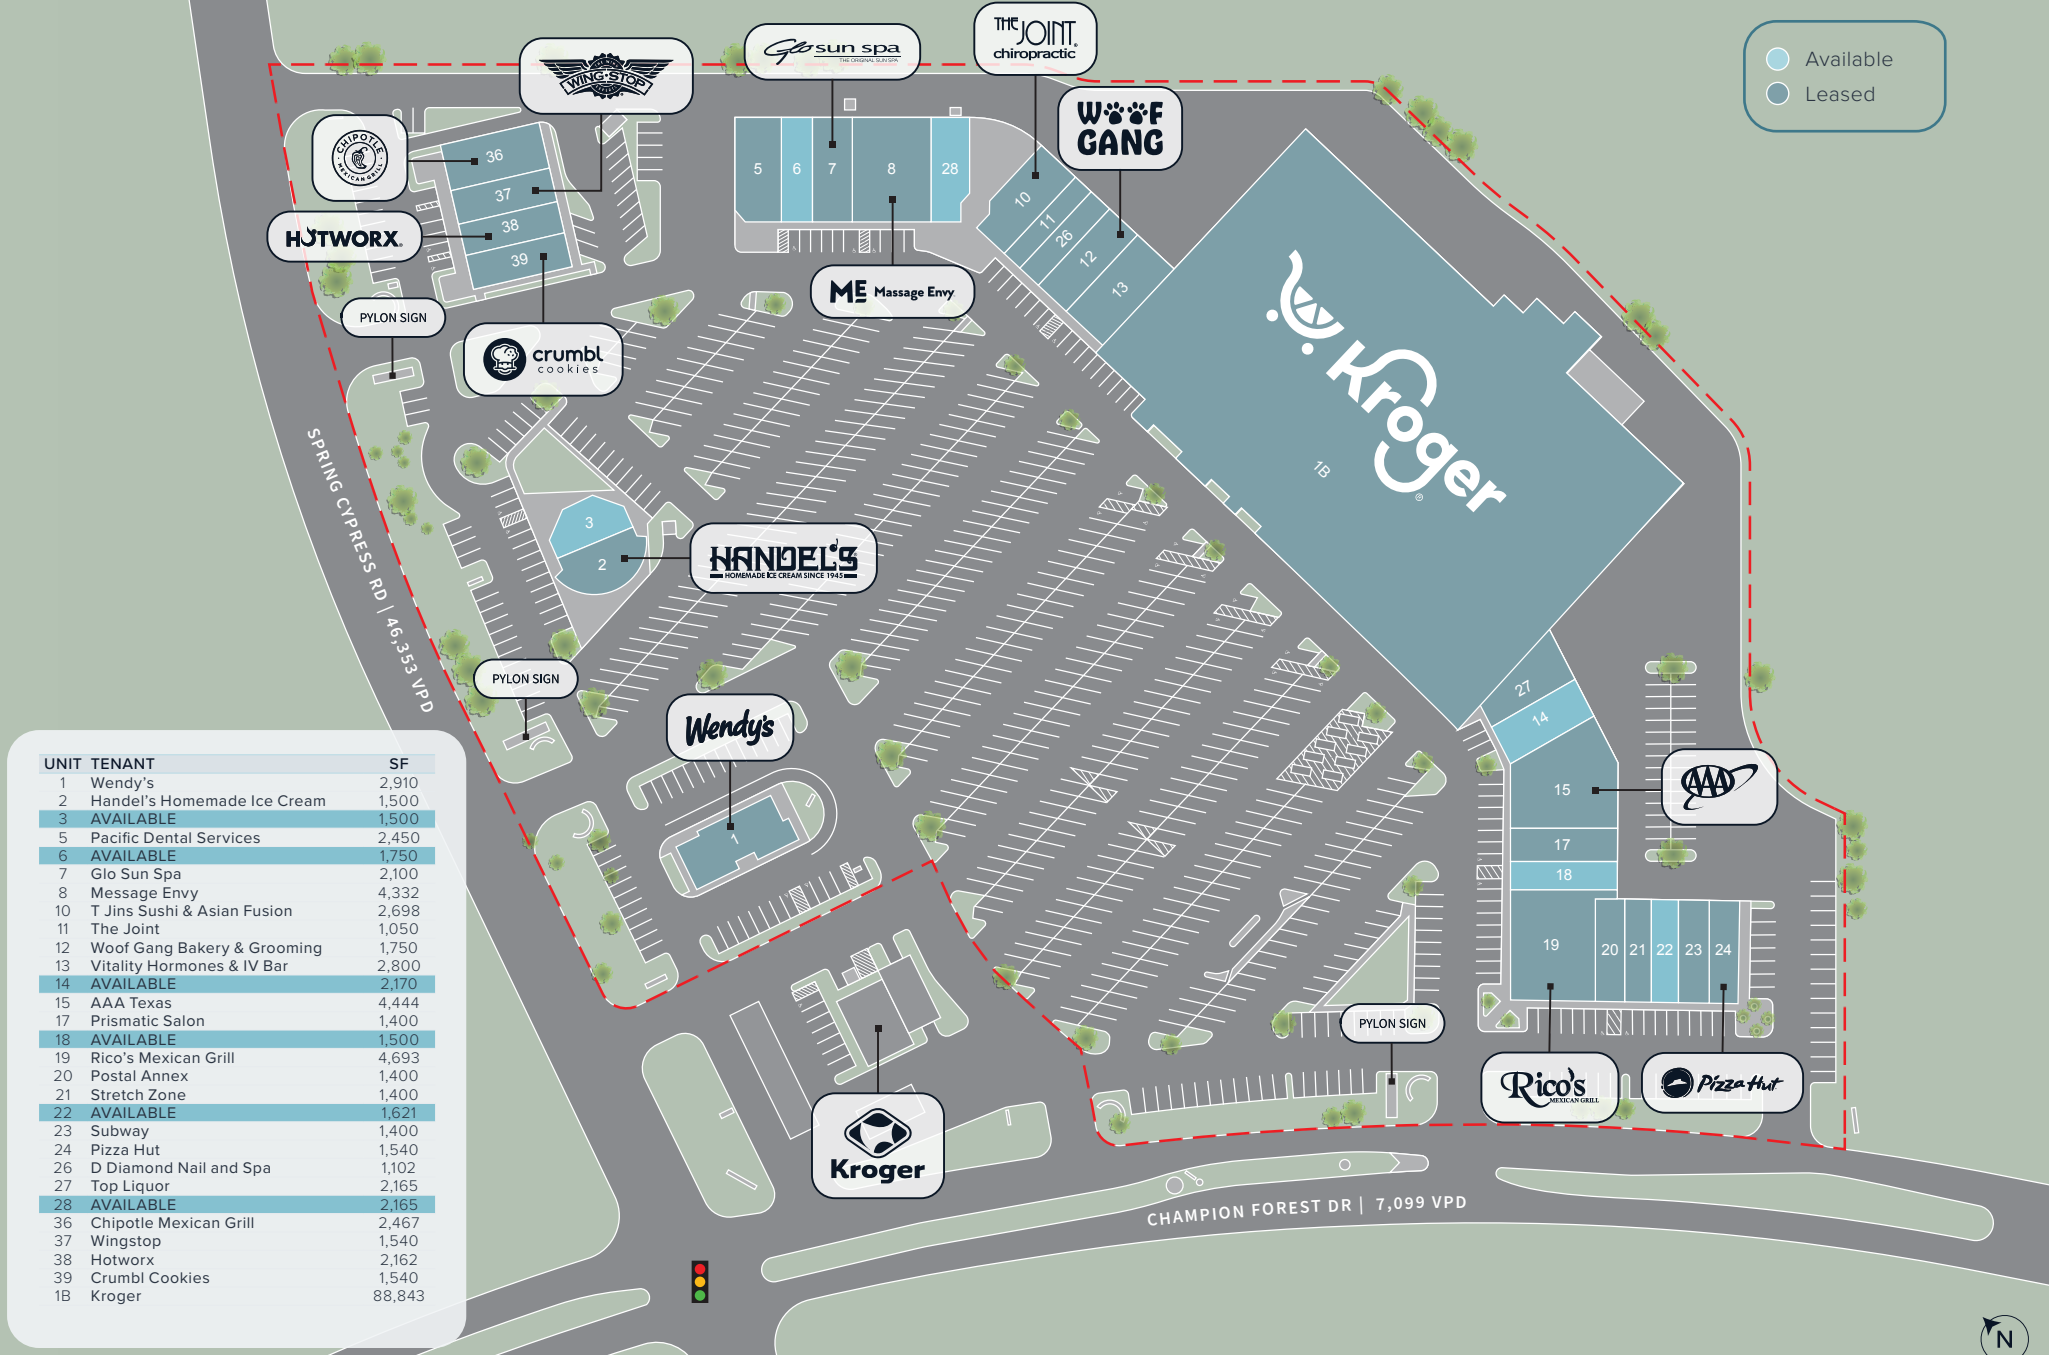 THE JOINT
chiropractic
Glo sun spa
THE ORIGINAL SUN SPA
WING·STOP
WOOF
GANG
Available
Leased
CHIPOTLE
MEXICAN GRILL
HOTWORX
PYLON SIGN
crumbl
cookies
36
37
38
39
5
6
7
8
28
ME Massage Envy
10
11
26
12
13
Kroger
1B
3
2
HANDEL'S
HOMEMADE ICE CREAM SINCE 1945
SPRING CYPRESS RD | 46,353 VPD
PYLON SIGN
Wendy's
1
27
14
15
17
18
19
20
21
22
23
24
AAA
PYLON SIGN
Rico's
MEXICAN GRILL
Pizza Hut
Kroger
CHAMPION FOREST DR | 7,099 VPD
N
UNIT TENANT SF
1 Wendy's 2,910
2 Handel's Homemade Ice Cream 1,500
3 AVAILABLE 1,500
5 Pacific Dental Services 2,450
6 AVAILABLE 1,750
7 Glo Sun Spa 2,100
8 Message Envy 4,332
10 T Jins Sushi & Asian Fusion 2,698
11 The Joint 1,050
12 Woof Gang Bakery & Grooming 1,750
13 Vitality Hormones & IV Bar 2,800
14 AVAILABLE 2,170
15 AAA Texas 4,444
17 Prismatic Salon 1,400
18 AVAILABLE 1,500
19 Rico's Mexican Grill 4,693
20 Postal Annex 1,400
21 Stretch Zone 1,400
22 AVAILABLE 1,621
23 Subway 1,400
24 Pizza Hut 1,540
26 D Diamond Nail and Spa 1,102
27 Top Liquor 2,165
28 AVAILABLE 2,165
36 Chipotle Mexican Grill 2,467
37 Wingstop 1,540
38 Hotworx 2,162
39 Crumbl Cookies 1,540
1B Kroger 88,843